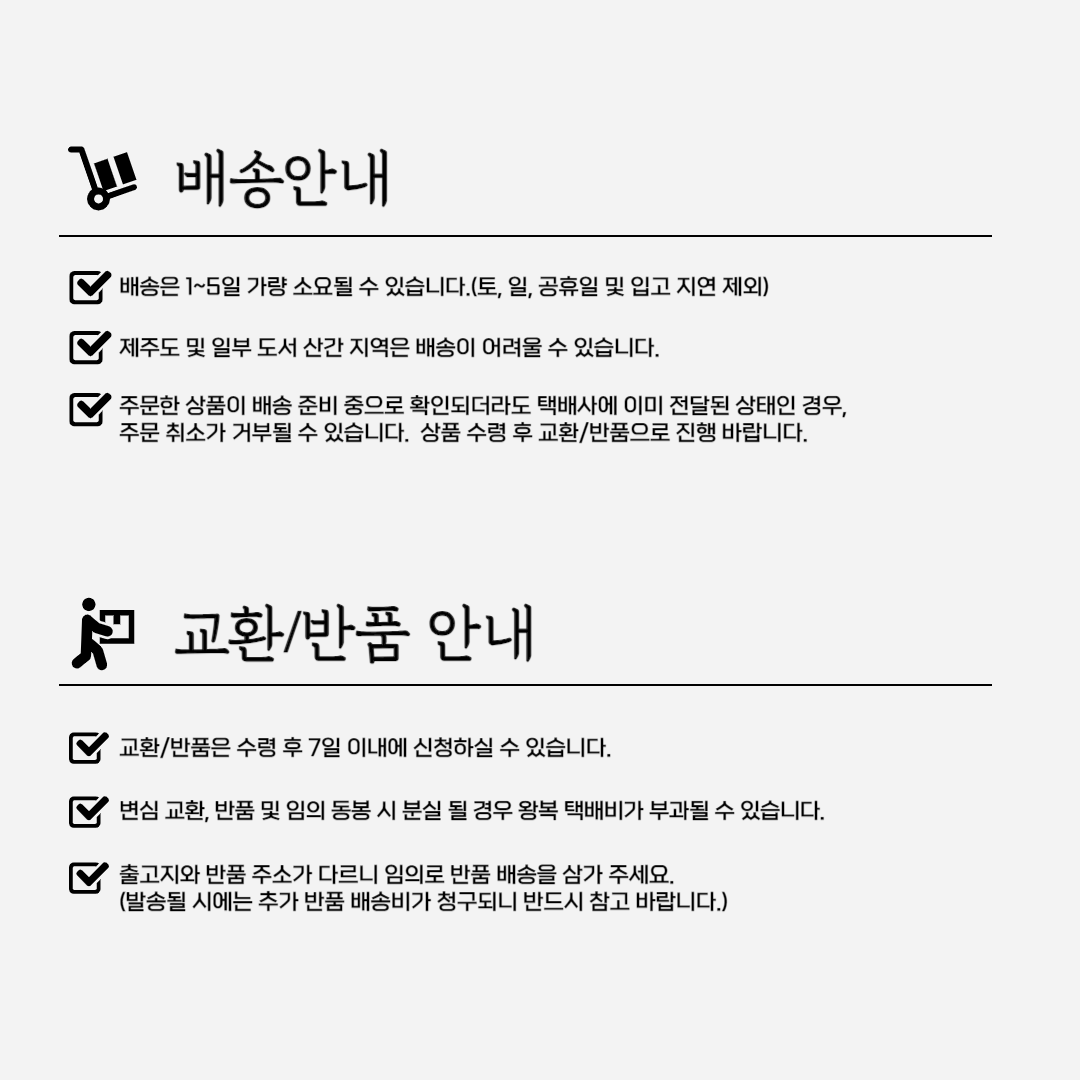 배송안내
배송은 1~5일 가량 소요될 수 있습니다.(토, 일, 공휴일 및 입고 지연 제외)
제주도 및 일부 도서 산간 지역은 배송이 어려울 수 있습니다.
주문한 상품이 배송 준비 중으로 확인되더라도 택배사에 이미 전달된 상태인 경우,
주문 취소가 거부될 수 있습니다. 상품 수령 후 교환/반품으로 진행 바랍니다.
교환/반품 안내
교환/반품은 수령 후 7일 이내에 신청하실 수 있습니다.
변심 교환, 반품 및 임의 동봉 시 분실 될 경우 왕복 택배비가 부과될 수 있습니다.
출고지와 반품 주소가 다르니 임의로 반품 배송을 삼가 주세요.
(발송될 시에는 추가 반품 배송비가 청구되니 반드시 참고 바랍니다.)